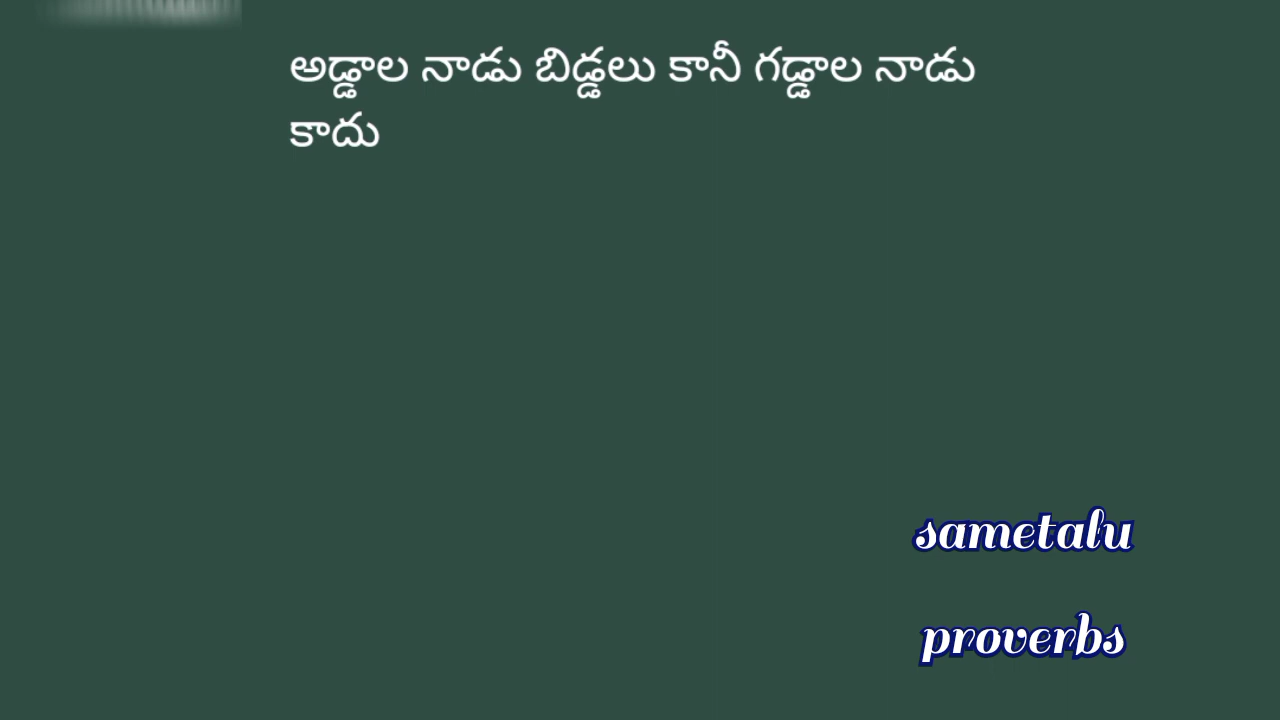 అడ్డాల నాడు బిడ్డలు కానీ గడ్డాల నాడు
కాదు
sametalu
proverbs